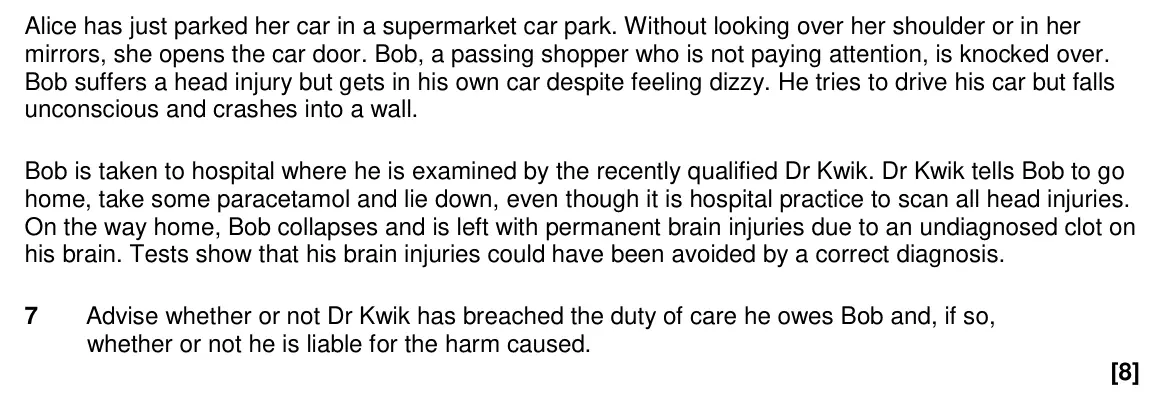 Alice has just parked her car in a supermarket car park. Without looking over her shoulder or in her
mirrors, she opens the car door. Bob, a passing shopper who is not paying attention, is knocked over.
Bob suffers a head injury but gets in his own car despite feeling dizzy. He tries to drive his car but falls
unconscious and crashes into a wall.
Bob is taken to hospital where he is examined by the recently qualified Dr Kwik. Dr Kwik tells Bob to go
home, take some paracetamol and lie down, even though it is hospital practice to scan all head injuries.
On the way home, Bob collapses and is left with permanent brain injuries due to an undiagnosed clot on
his brain. Tests show that his brain injuries could have been avoided by a correct diagnosis.
7 Advise whether or not Dr Kwik has breached the duty of care he owes Bob and, if so,
whether or not he is liable for the harm caused.
[8]